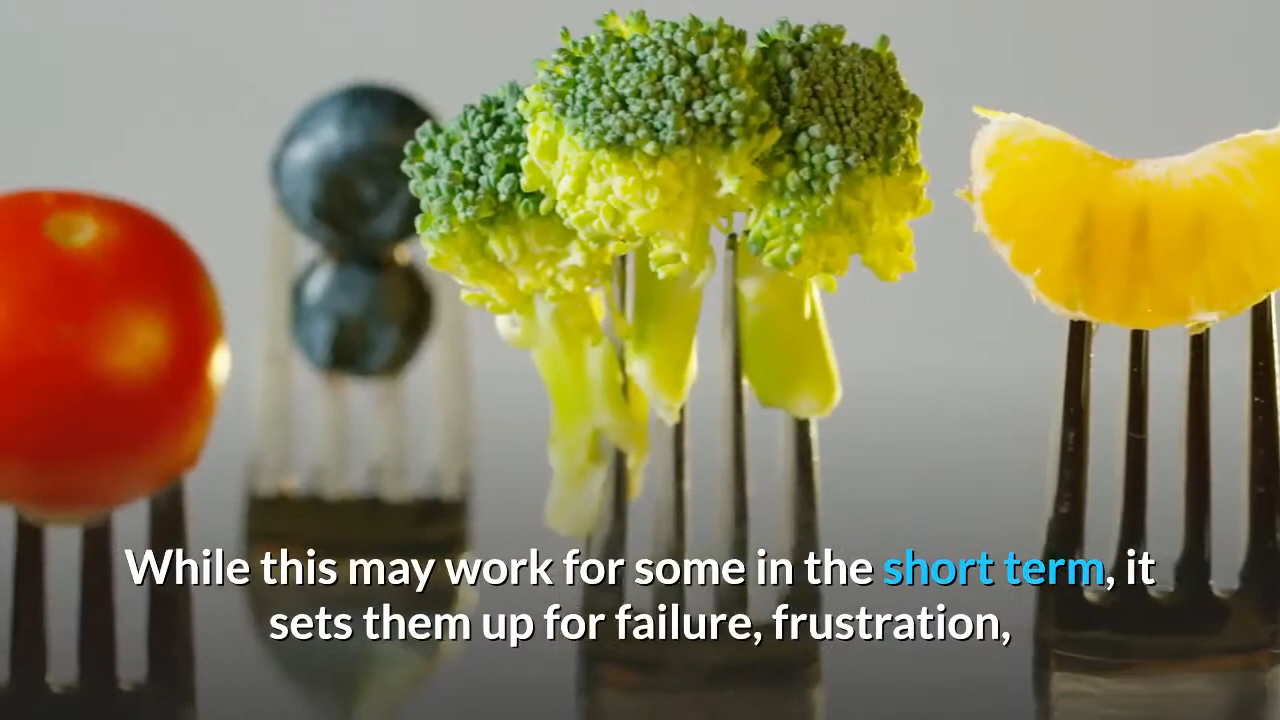 While this may work for some in the short term, it
sets them up for failure, frustration,